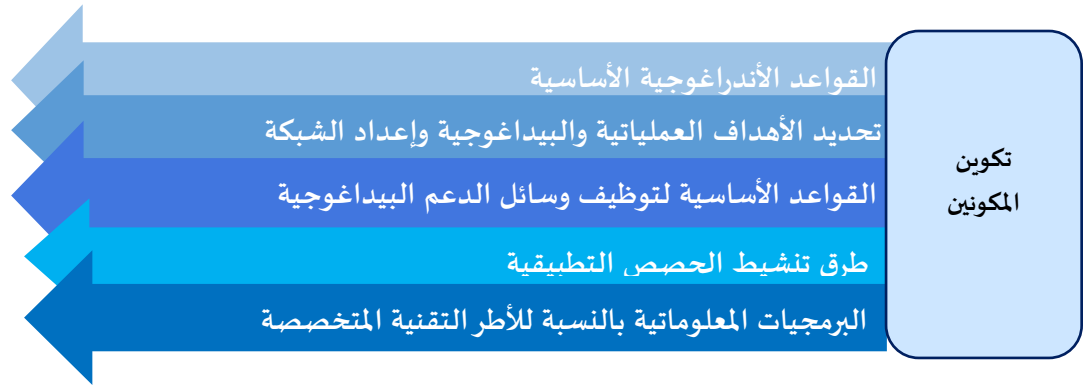 تكوين
المكونين
القواعد الأندراغوجية الأساسية
تحديد الأهداف العملياتية والبيداغوجية وإعداد الشبكة
القواعد الأساسية لتوظيف وسائل الدعم البيداغوجية
طرق تنشيط الحصص التطبيقية
البرمجيات المعلوماتية بالنسبة للأطر التقنية المتخصصة